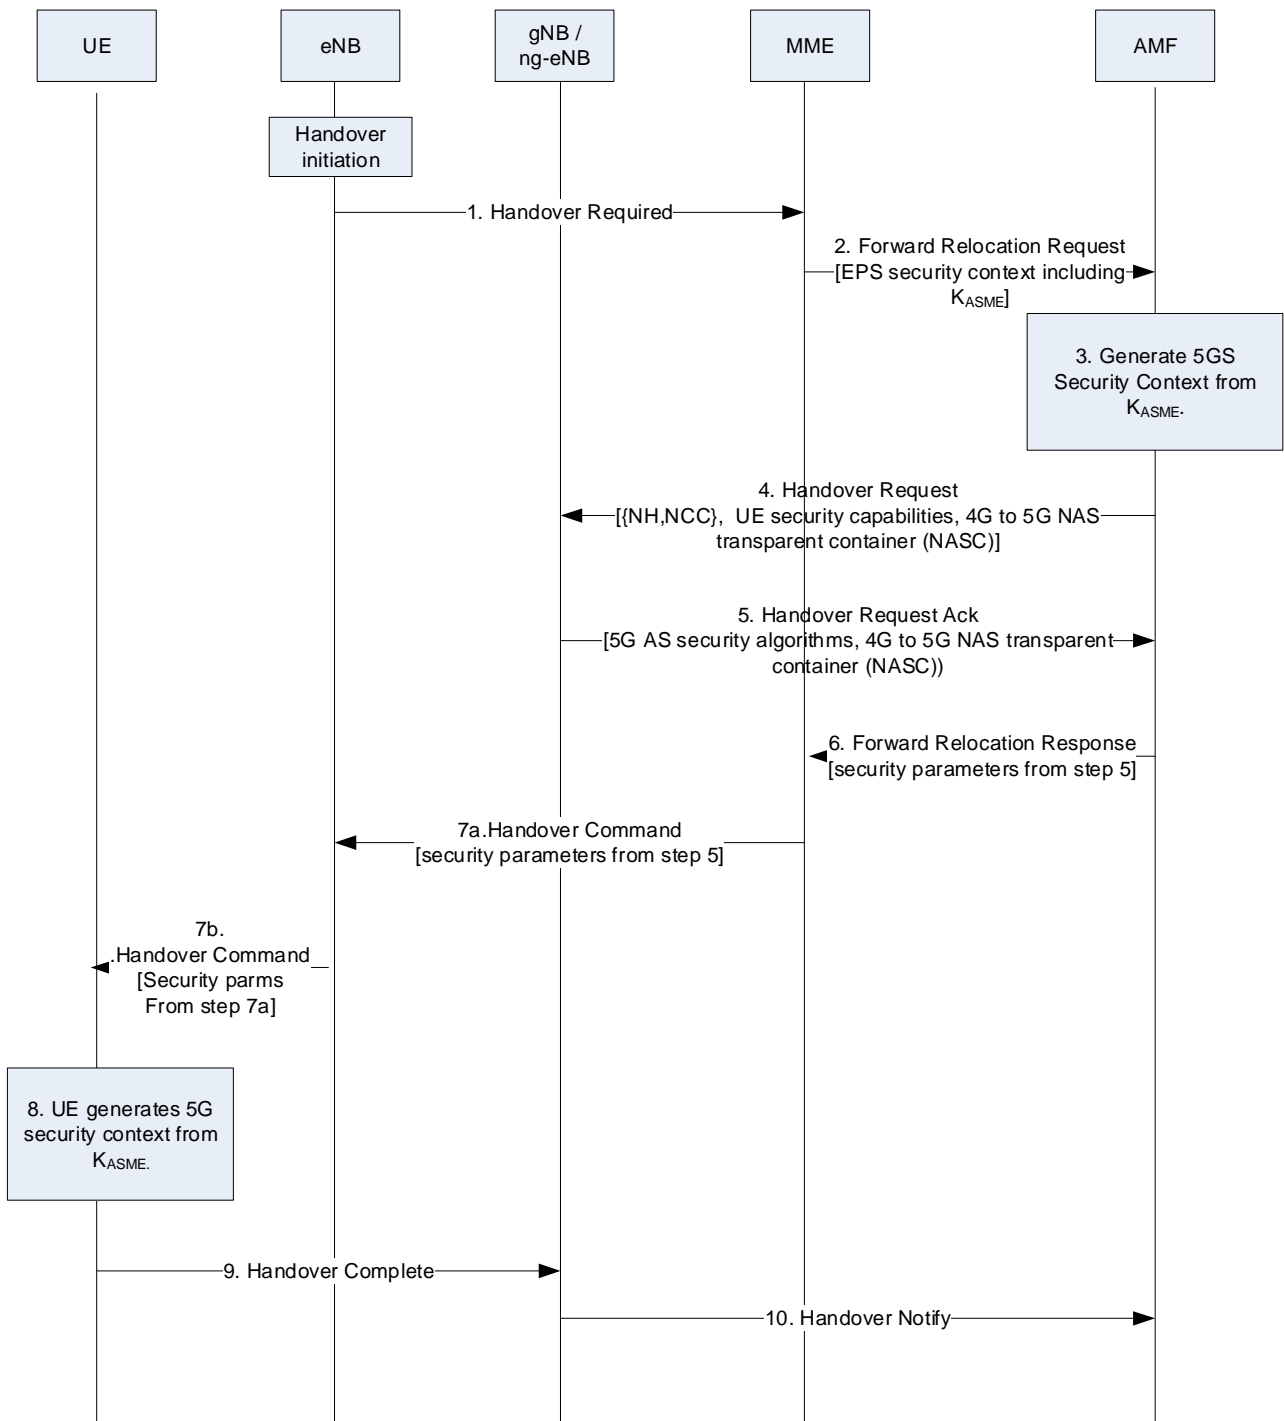 UE
eNB
gNB /
ng-eNB
MME
AMF
Handover
initiation
1. Handover Required
2. Forward Relocation Request
[EPS security context including
KASME]
3. Generate 5GS
Security Context from
KASME.
4. Handover Request
[{NH,NCC}, UE security capabilities, 4G to 5G NAS
transparent container (NASC)]
5. Handover Request Ack
[5G AS security algorithms, 4G to 5G NAS transparent
container (NASC))
6. Forward Relocation Response
[security parameters from step 5]
7a.Handover Command
[security parameters from step 5]
7b.
.Handover Command
[Security parms
From step 7a]
8. UE generates 5G
security context from
KASME.
9. Handover Complete
10. Handover Notify